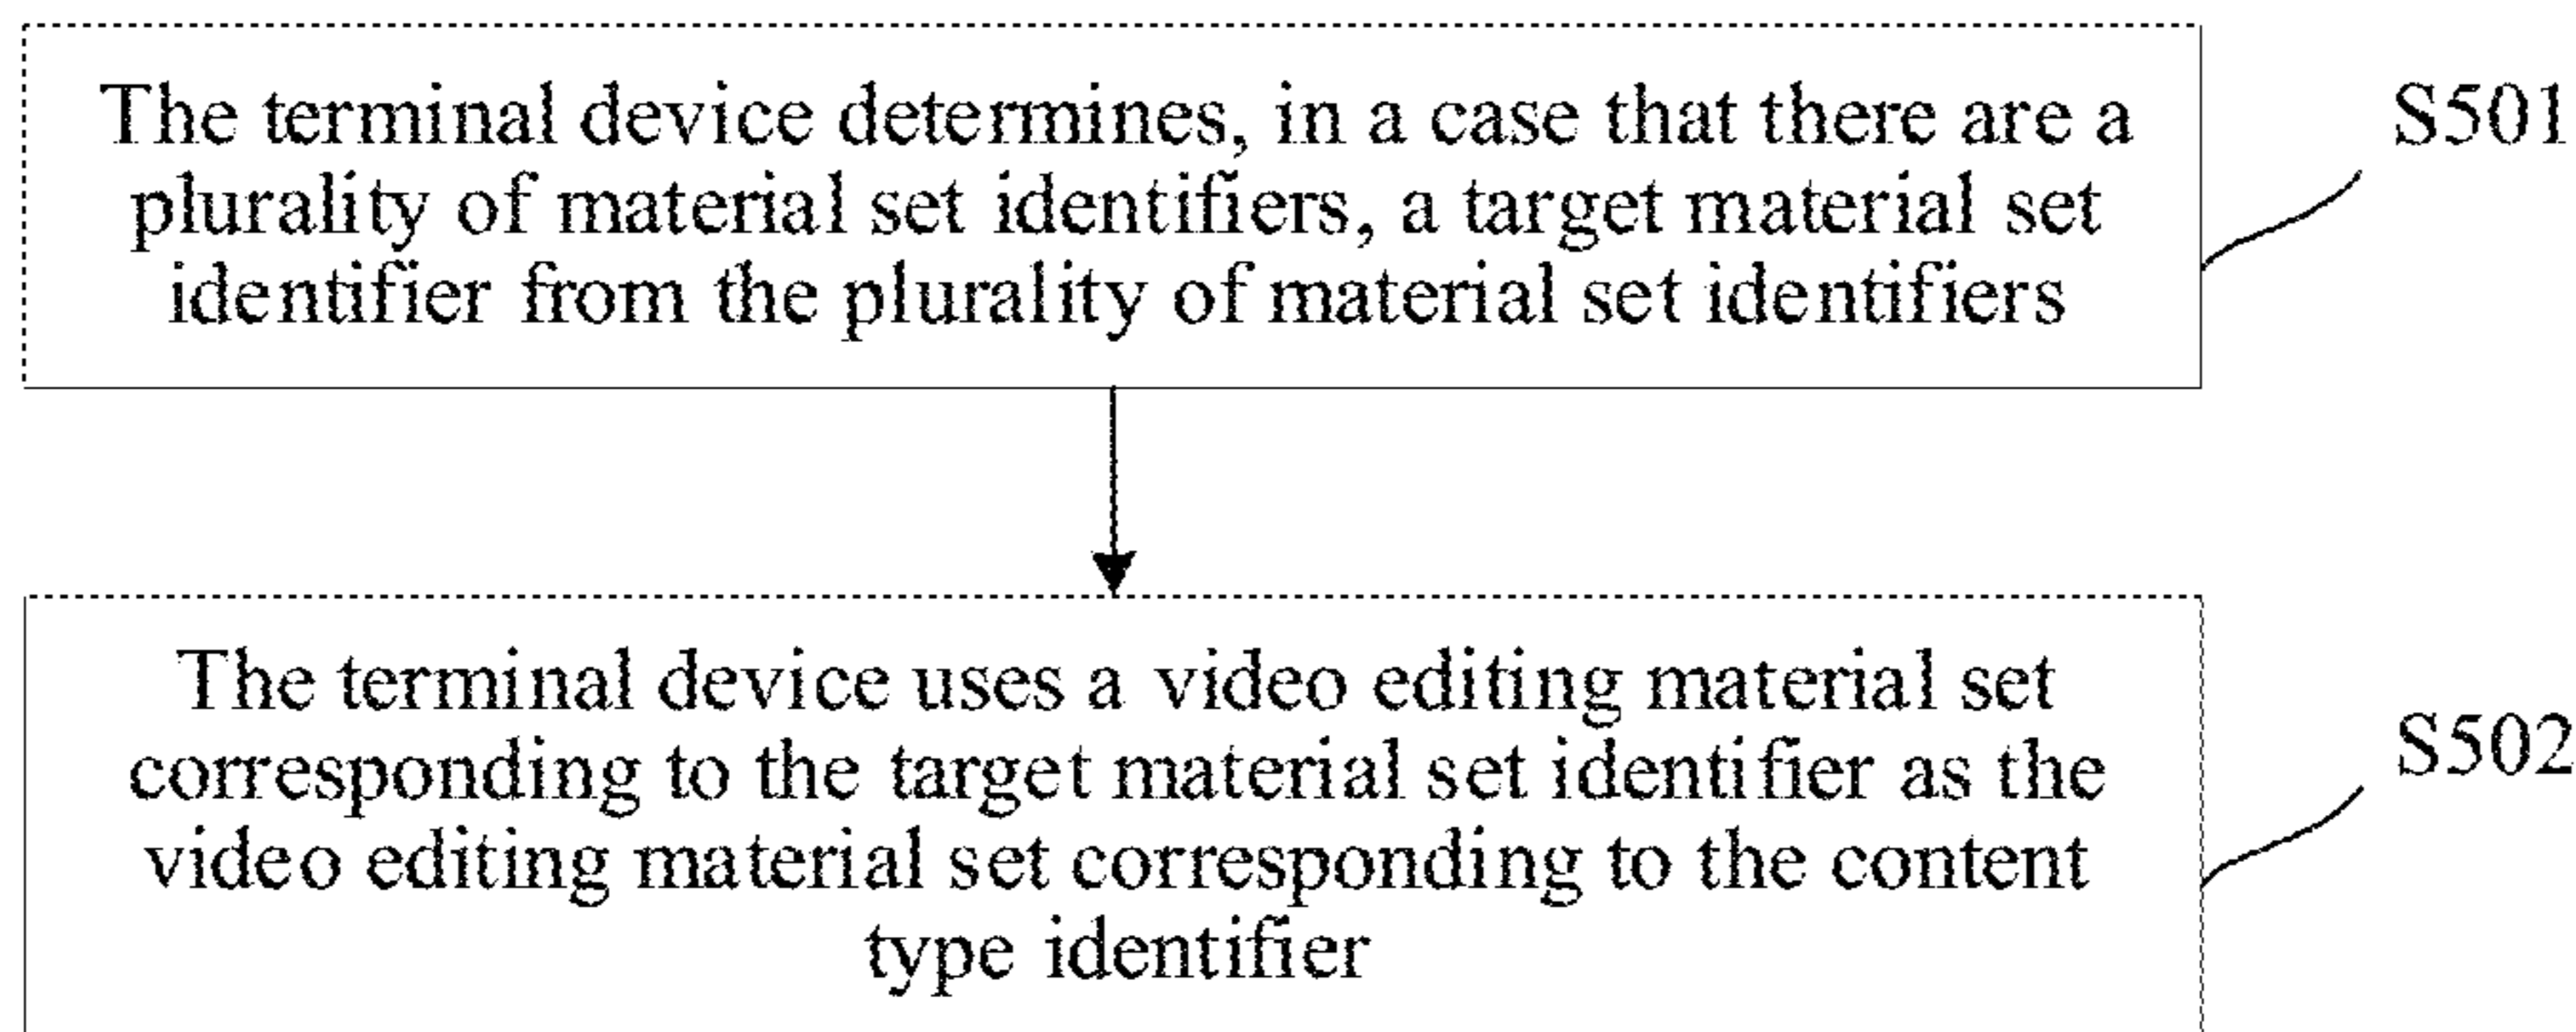 The terminal device determines, in a case that there are a
plurality of material set identifiers, a target material set
identifier from the plurality of material set identifiers
S501
The terminal device uses a video editing material set
corresponding to the target material set identifier as the
video editing material set corresponding to the content
type identifier
S502